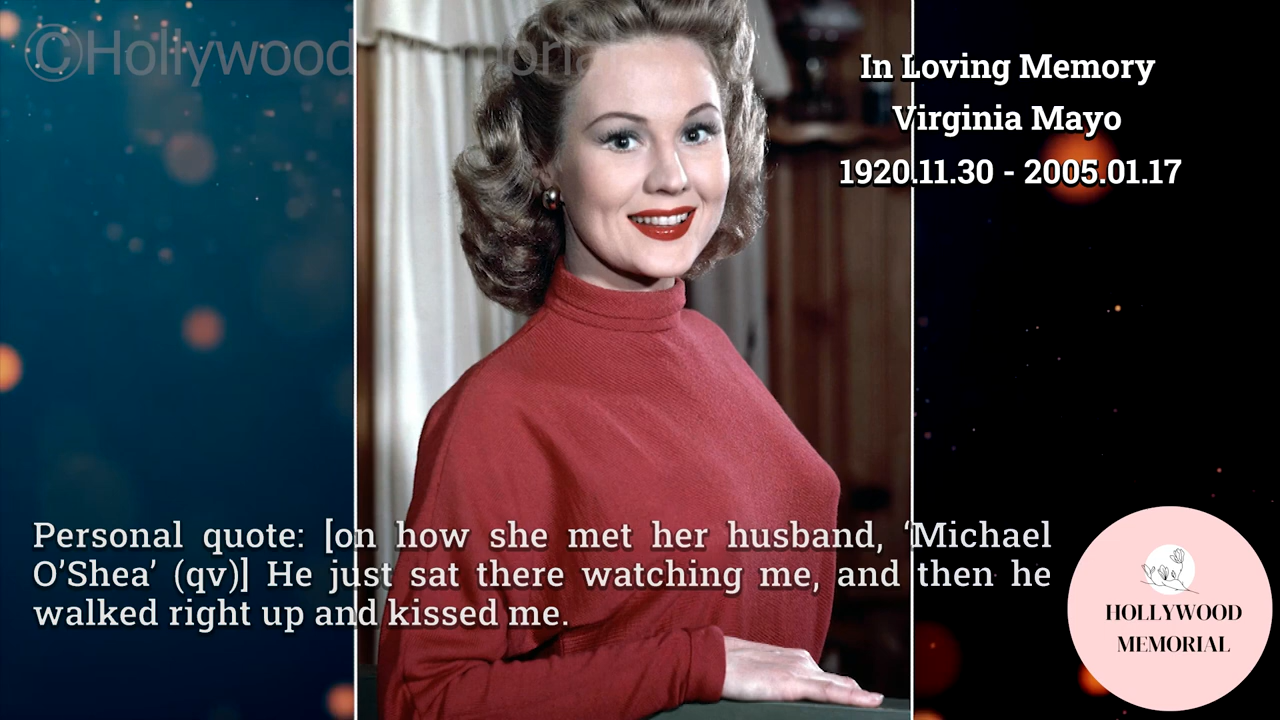 ©Hollywood Memorial
In Loving Memory
Virginia Mayo
1920.11.30 - 2005.01.17
Personal quote: [on how she met her husband, ‘Michael
O’Shea’ (qv)] He just sat there watching me, and then he
walked right up and kissed me.
HOLLYWOOD
MEMORIAL